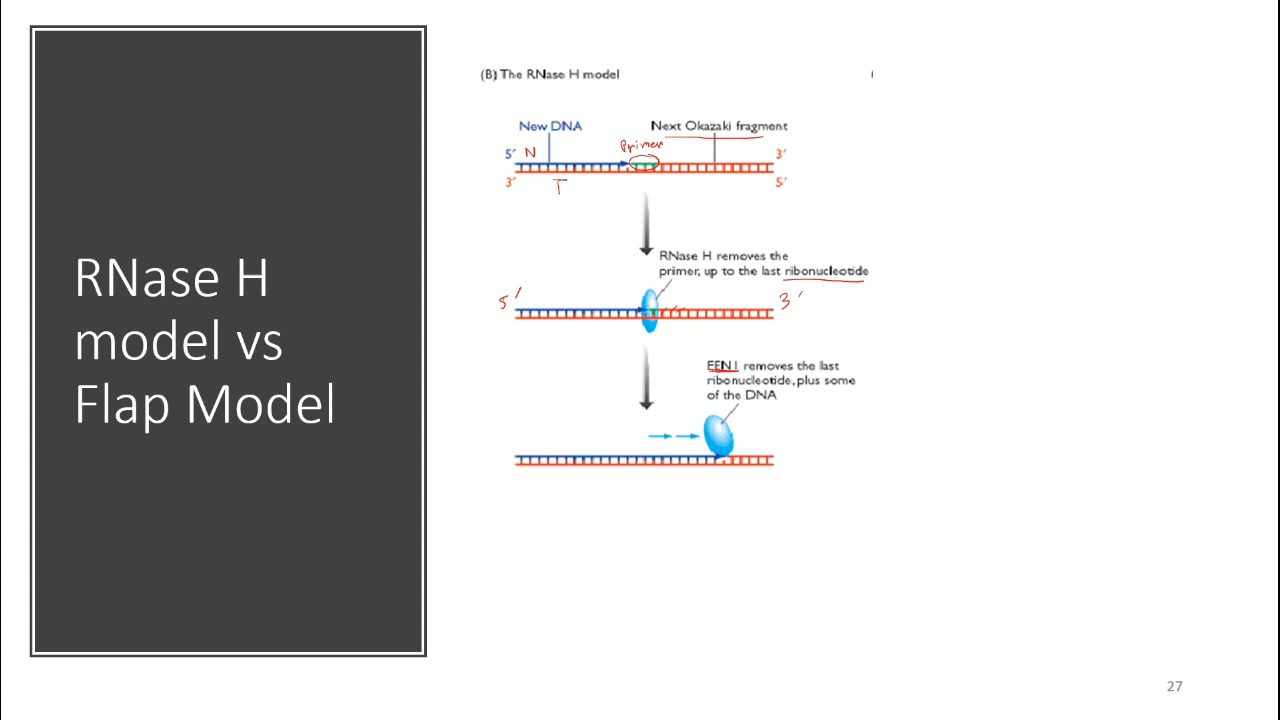 RNase H
model vs
Flap Model
(B) The RNase H model
(
New DNA
Next Okazaki fragment
Primer
5′ N
3′
3′ T
5′
RNase H removes the
primer, up to the last ribonucleotide
5′
3′
FEN1 removes the last
ribonucleotide, plus some
of the DNA
27